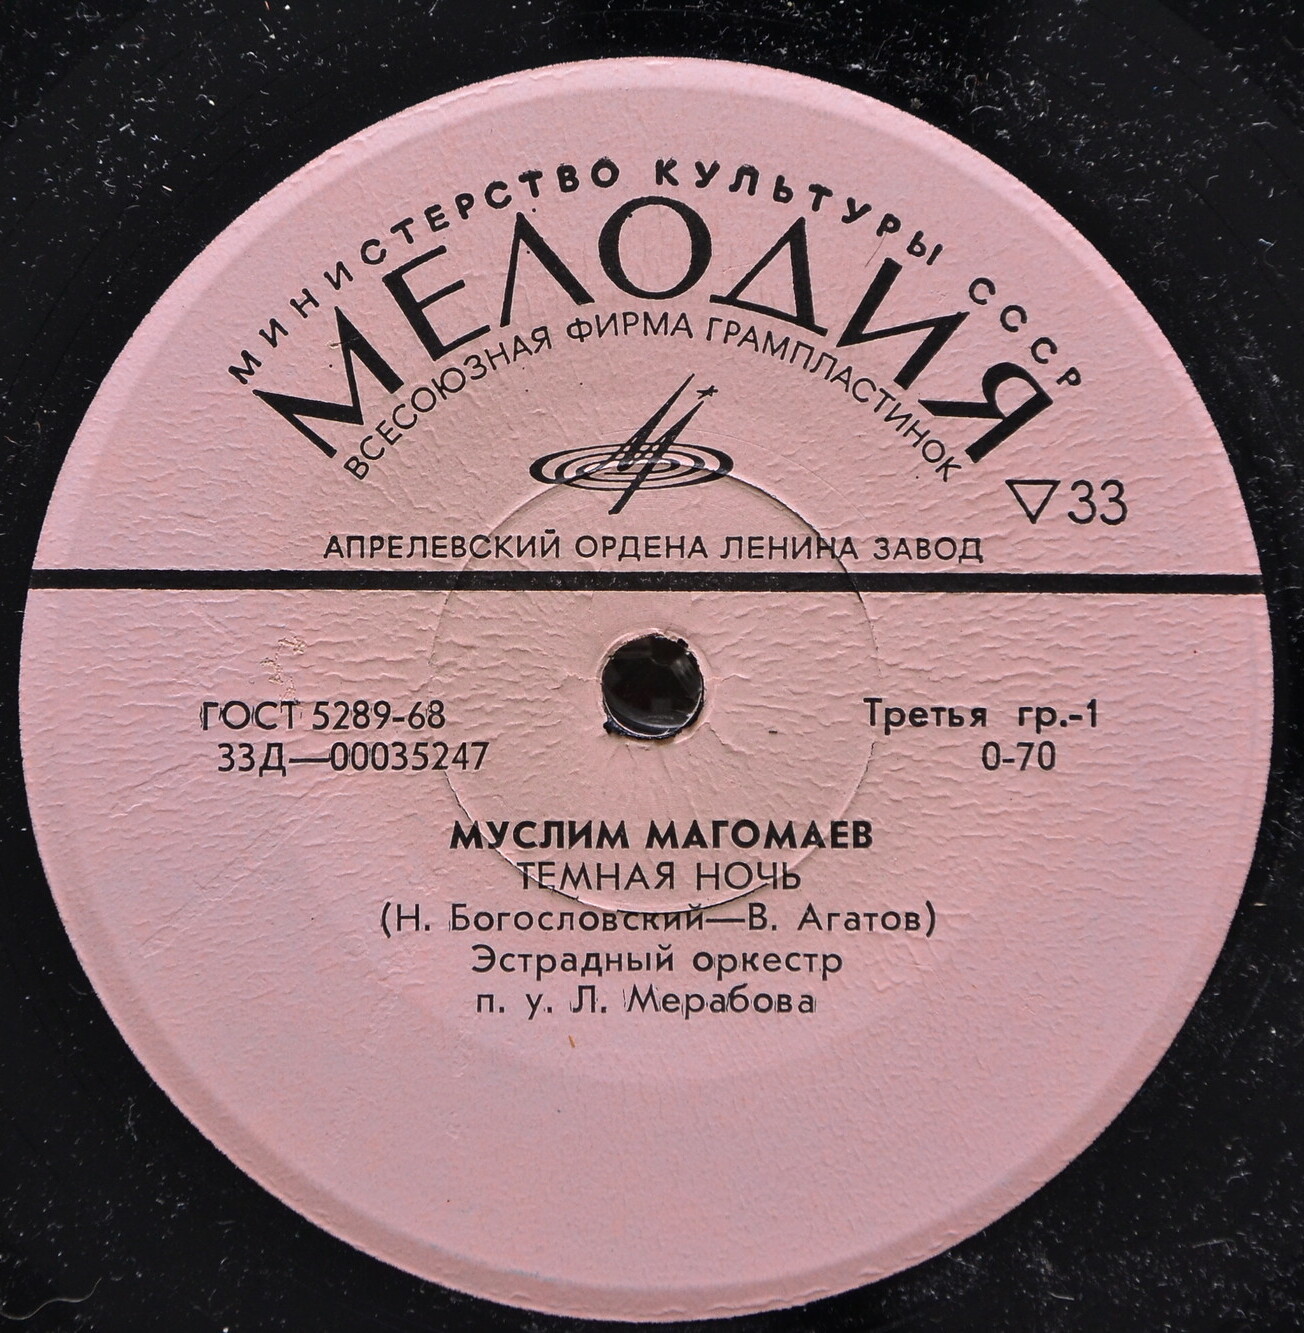 МИНИСТЕРСТВО КУЛЬТУРЫ СССР
МЕЛОДИЯ
ВСЕСОЮЗНАЯ ФИРМА ГРАМПЛАСТИНОК
33
АПРЕЛЕВСКИЙ ОРДЕНА ЛЕНИНА ЗАВОД
ГОСТ 5289-68
33Д—00035247
Третья гр.-1
0-70
МУСЛИМ МАГОМАЕВ
ТЕМНАЯ НОЧЬ
(Н. Богословский—В. Агатов)
Эстрадный оркестр
п. у. Л. Мерабова